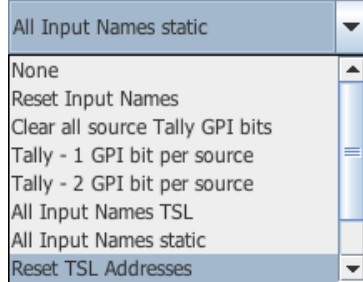 All Input Names static
None
Reset Input Names
Clear all source Tally GPI bits
Tally - 1 GPI bit per source
Tally - 2 GPI bit per source
All Input Names TSL
All Input Names static
Reset TSL Addresses